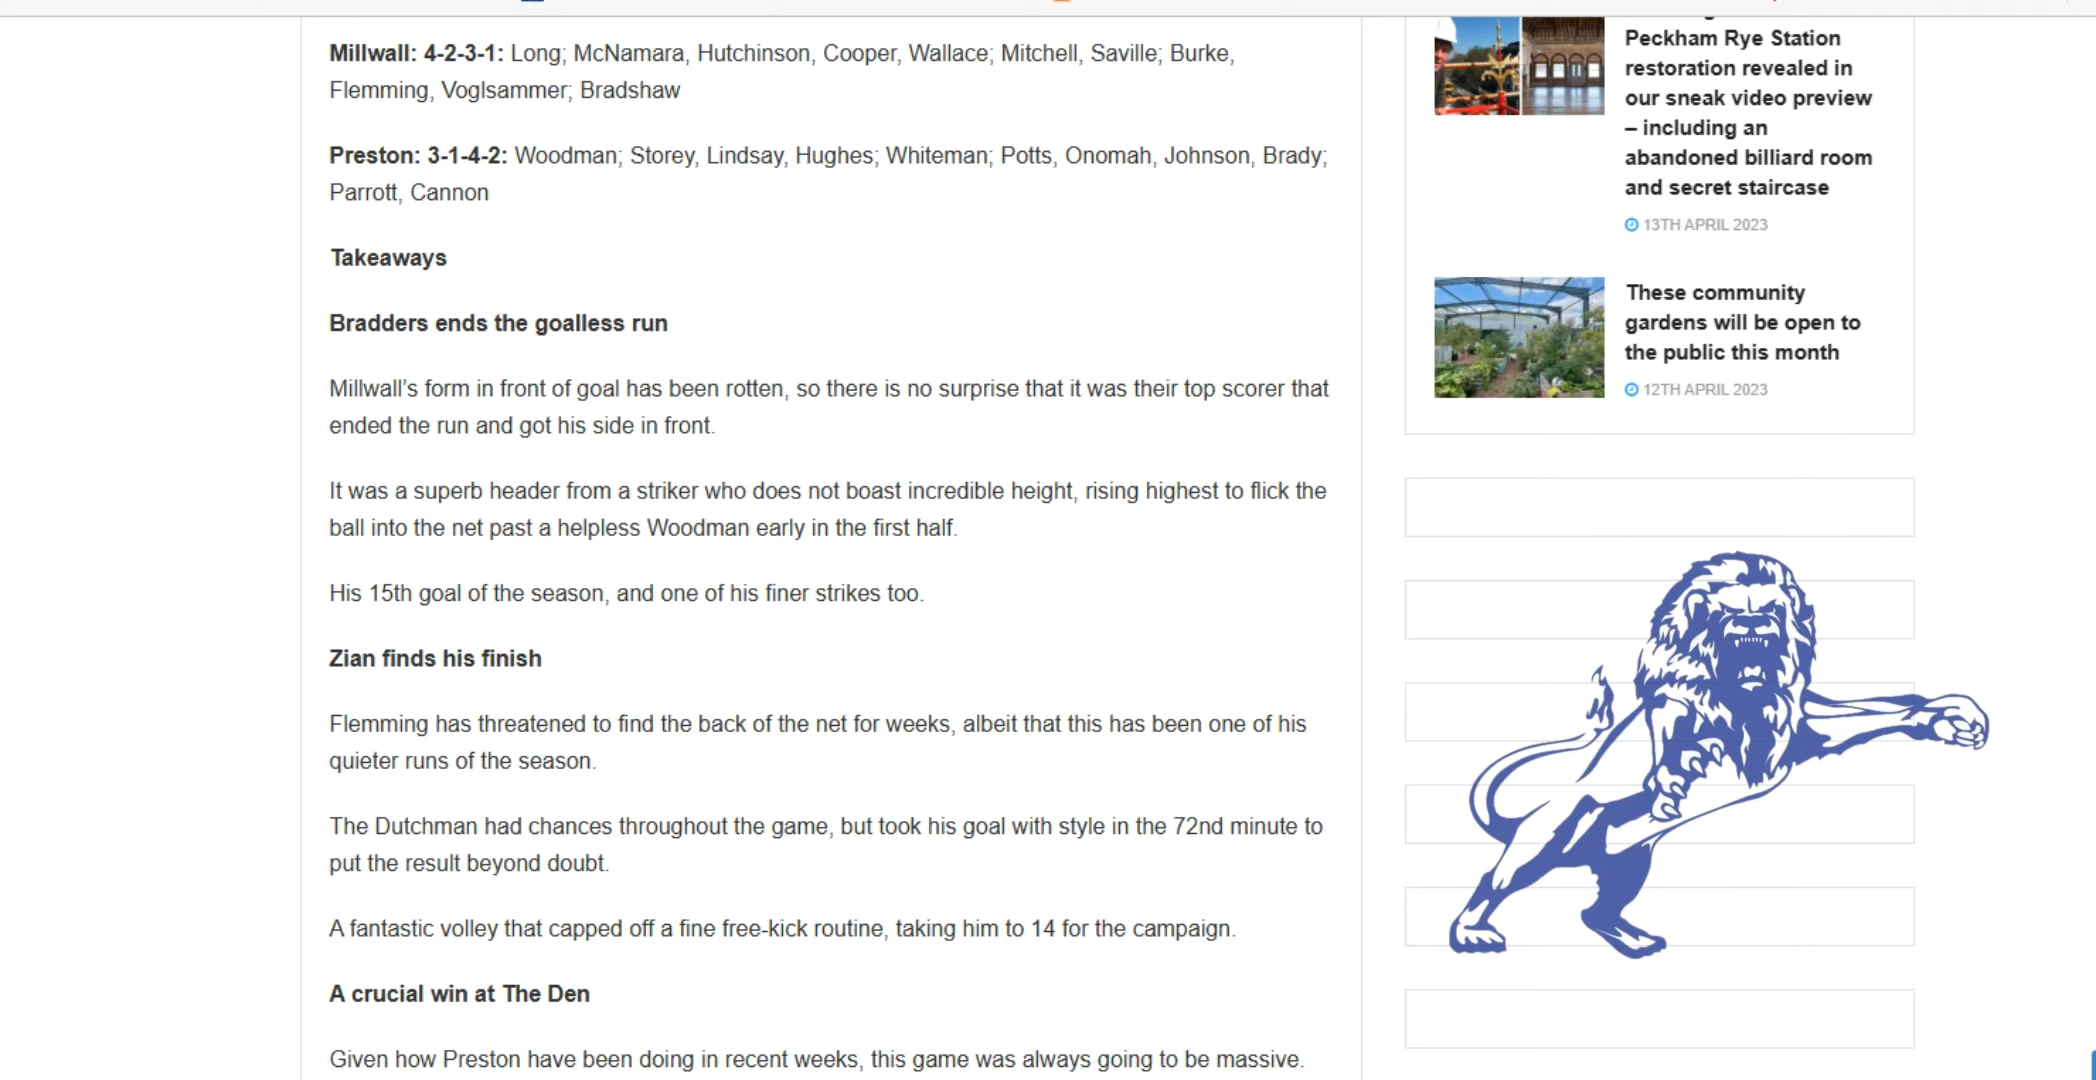 Millwall: 4-2-3-1: Long; McNamara, Hutchinson, Cooper, Wallace; Mitchell, Saville; Burke,
Flemming, Voglsammer; Bradshaw
Preston: 3-1-4-2: Woodman; Storey, Lindsay, Hughes; Whiteman; Potts, Onomah, Johnson, Brady;
Parrott, Cannon
Takeaways
Bradders ends the goalless run
Millwall’s form in front of goal has been rotten, so there is no surprise that it was their top scorer that
ended the run and got his side in front.
It was a superb header from a striker who does not boast incredible height, rising highest to flick the
ball into the net past a helpless Woodman early in the first half.
His 15th goal of the season, and one of his finer strikes too.
Zian finds his finish
Flemming has threatened to find the back of the net for weeks, albeit that this has been one of his
quieter runs of the season.
The Dutchman had chances throughout the game, but took his goal with style in the 72nd minute to
put the result beyond doubt.
A fantastic volley that capped off a fine free-kick routine, taking him to 14 for the campaign.
A crucial win at The Den
Given how Preston have been doing in recent weeks, this game was always going to be massive.
Peckham Rye Station
restoration revealed in
our sneak video preview
– including an
abandoned billiard room
and secret staircase
13TH APRIL 2023
These community
gardens will be open to
the public this month
12TH APRIL 2023